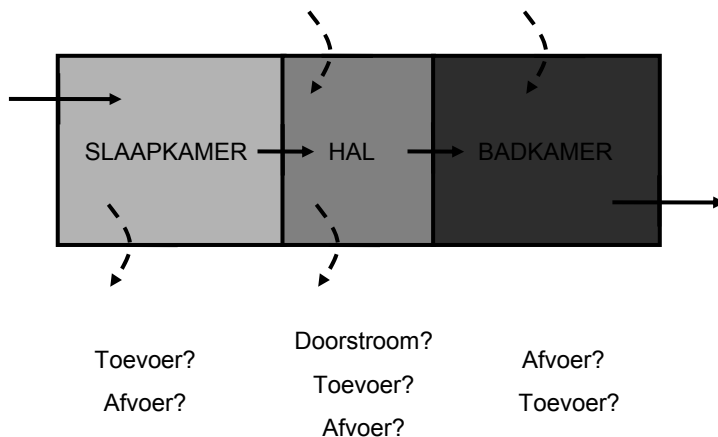 SLAAPKAMER
HAL
BADKAMER
Toevoer?
Afvoer?
Doorstroom?
Toevoer?
Afvoer?
Afvoer?
Toevoer?